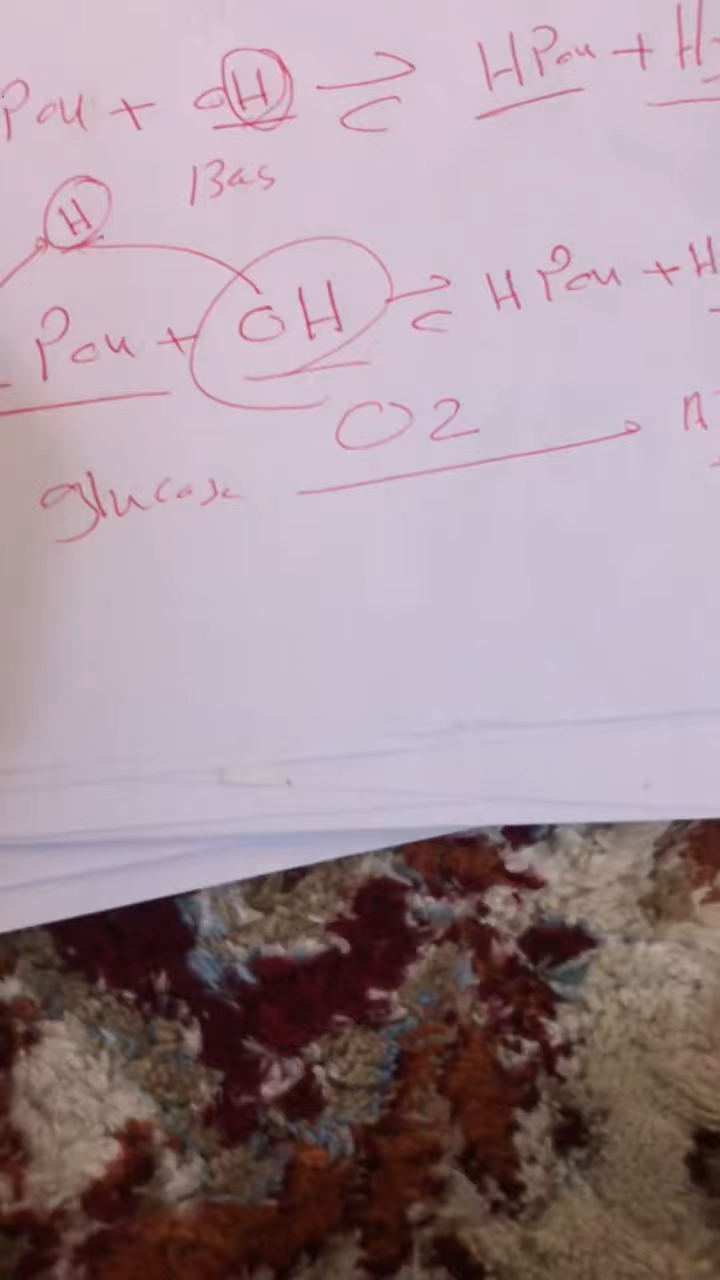 Pou + OH ⇌ HPou + H
Bas
H
Pou + OH ⇌ HPou + H
O2
glucose → A